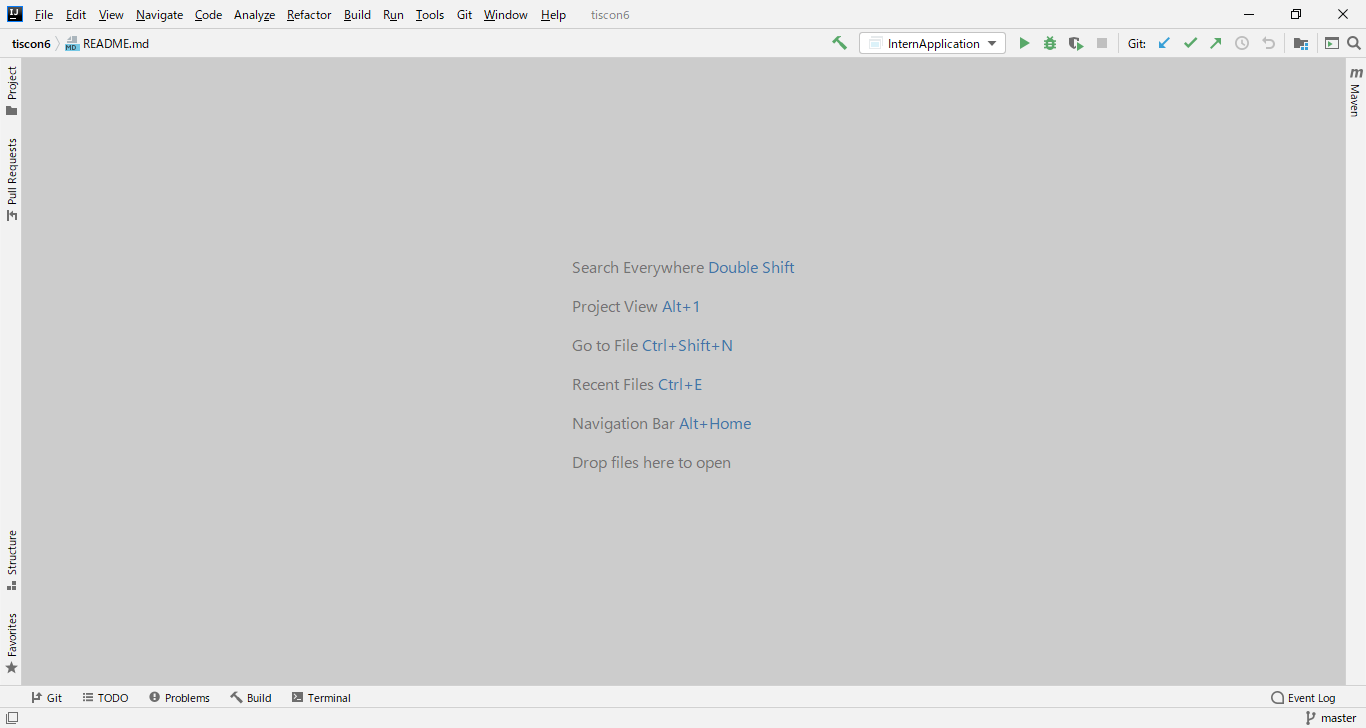 IJ File Edit View Navigate Code Analyze Refactor Build Run Tools Git Window Help tiscon6
tiscon6 MD README.md InternApplication Git:
Project
Pull Requests
Structure
Favorites
m Maven
Search Everywhere Double Shift
Project View Alt+1
Go to File Ctrl+Shift+N
Recent Files Ctrl+E
Navigation Bar Alt+Home
Drop files here to open
Git TODO Problems Build Terminal Event Log
master